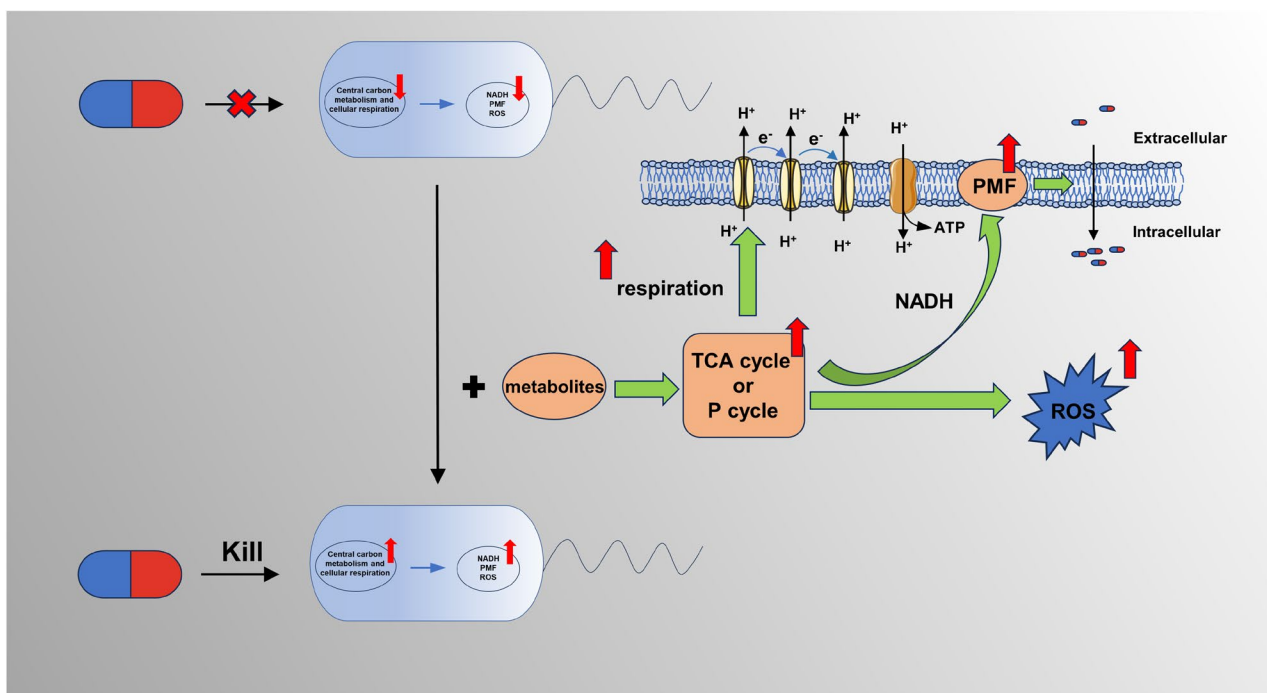 Central carbon
metabolism and
cellular respiration
NADH
PMF
ROS
H⁺
H⁺
H⁺
H⁺
e⁻
e⁻
Extracellular
PMF
Intracellular
ATP
H⁺
H⁺
H⁺
H⁺
respiration
NADH
TCA cycle
or
P cycle
+
metabolites
ROS
Kill
Central carbon
metabolism and
cellular respiration
NADH
PMF
ROS